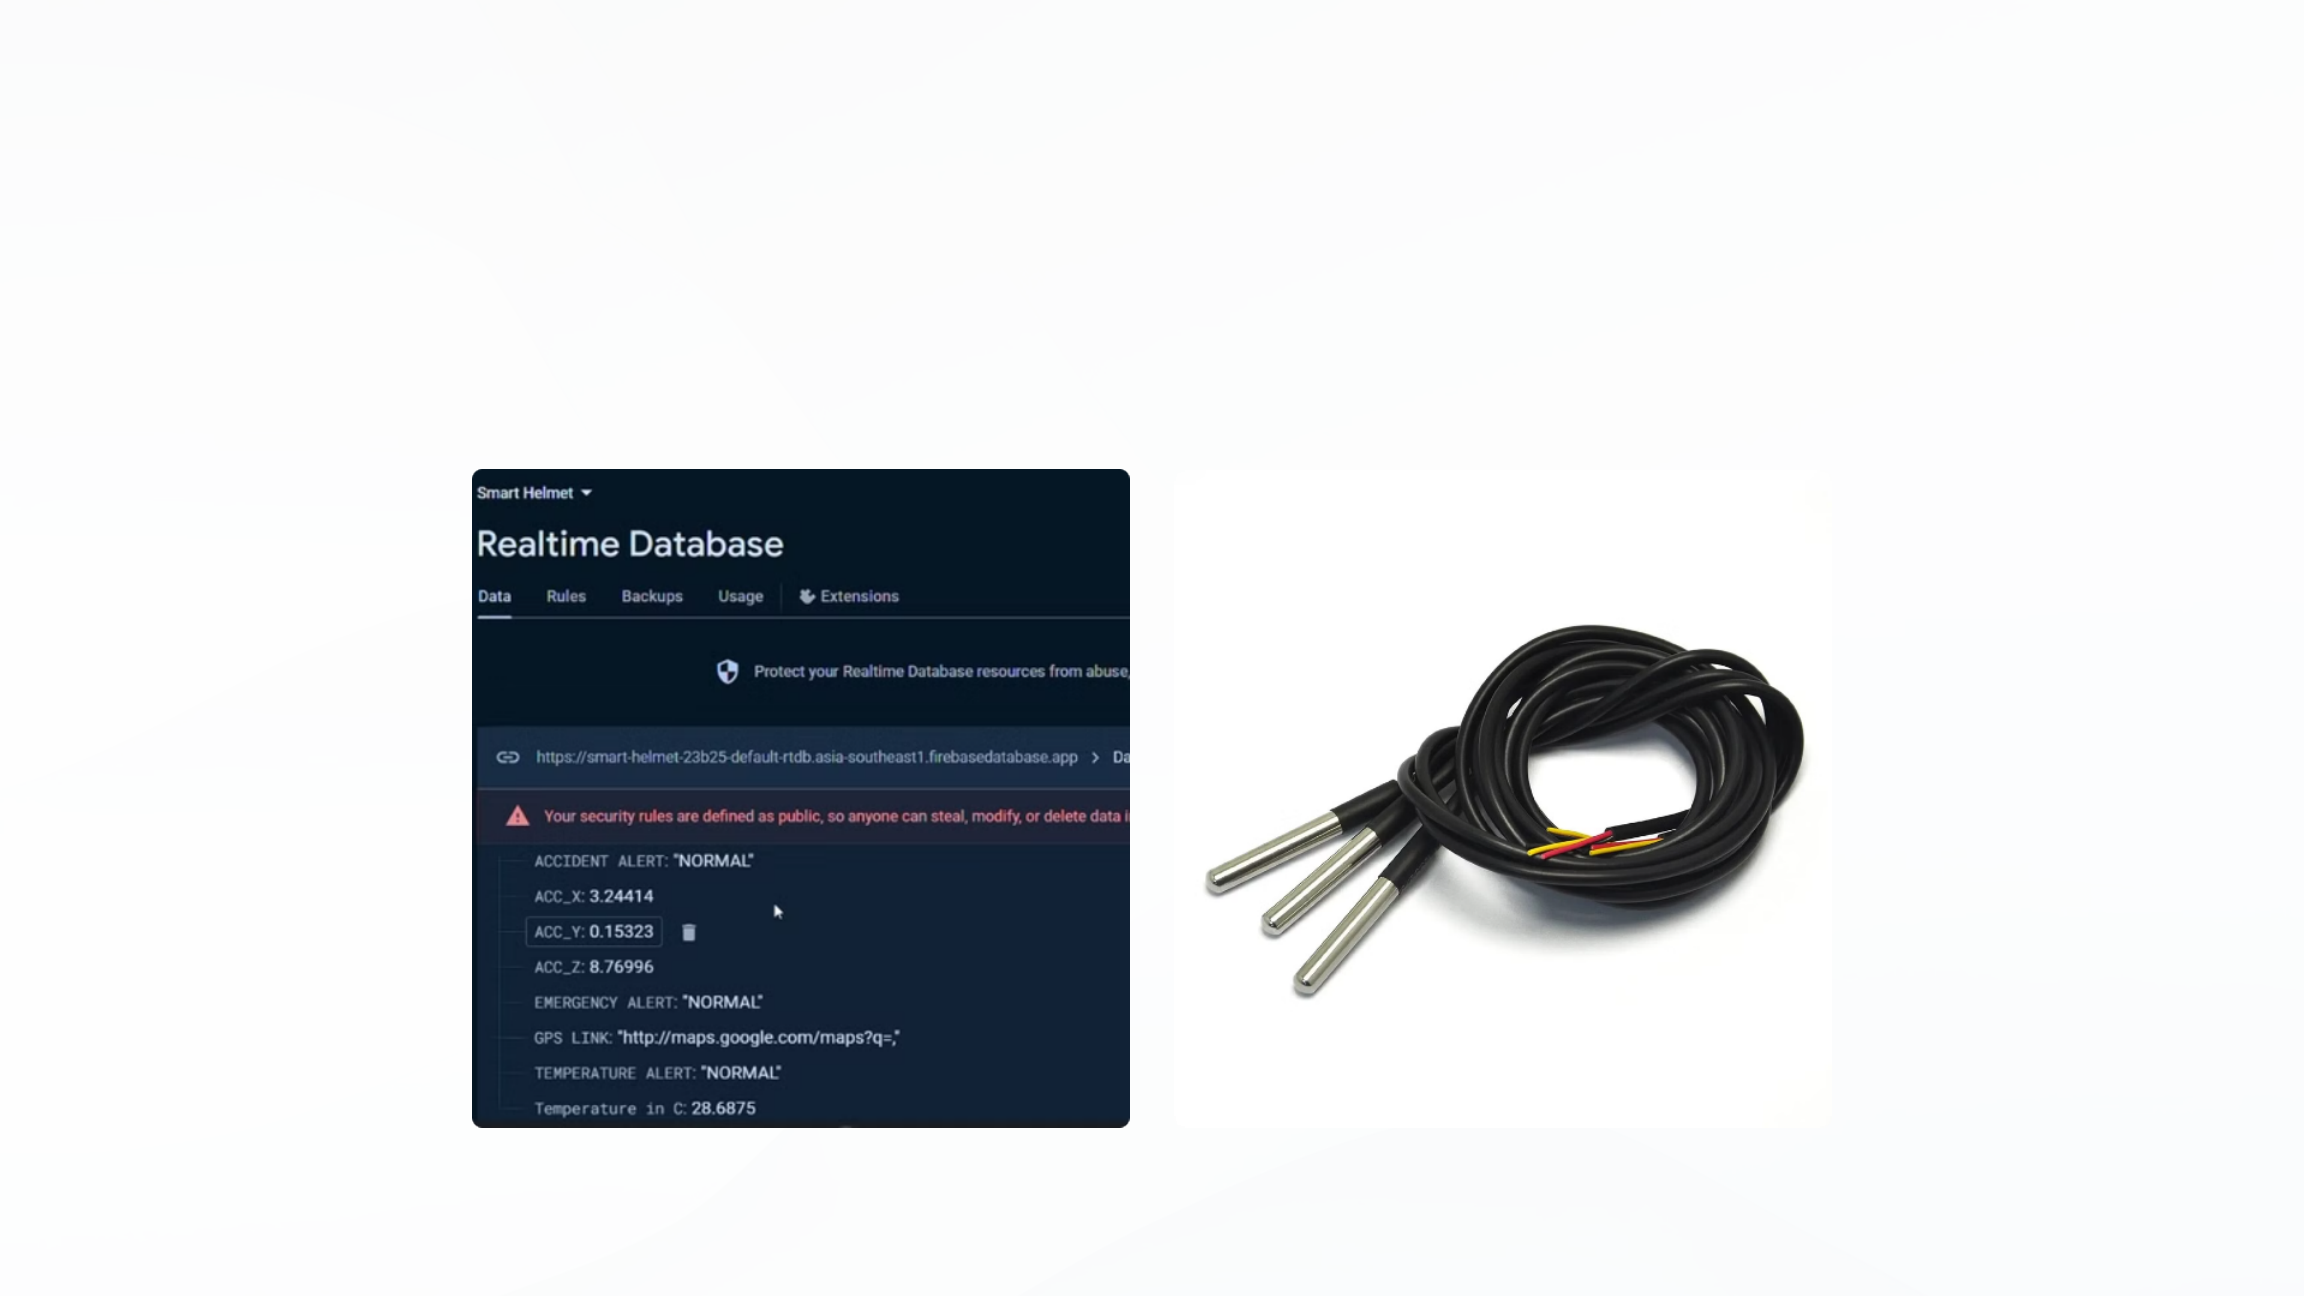 Smart Helmet
Realtime Database
Data Rules Backups Usage Extensions
Protect your Realtime Database resources from abuse,
https://smart-helmet-23b25-default-rtdb.asia-southeast1.firebasedatabase.app > Da
Your security rules are defined as public, so anyone can steal, modify, or delete data i
ACCIDENT ALERT: "NORMAL"
ACC_X: 3.24414
ACC_Y: 0.15323
ACC_Z: 8.76996
EMERGENCY ALERT: "NORMAL"
GPS LINK: "http://maps.google.com/maps?q=,"
TEMPERATURE ALERT: "NORMAL"
Temperature in C: 28.6875